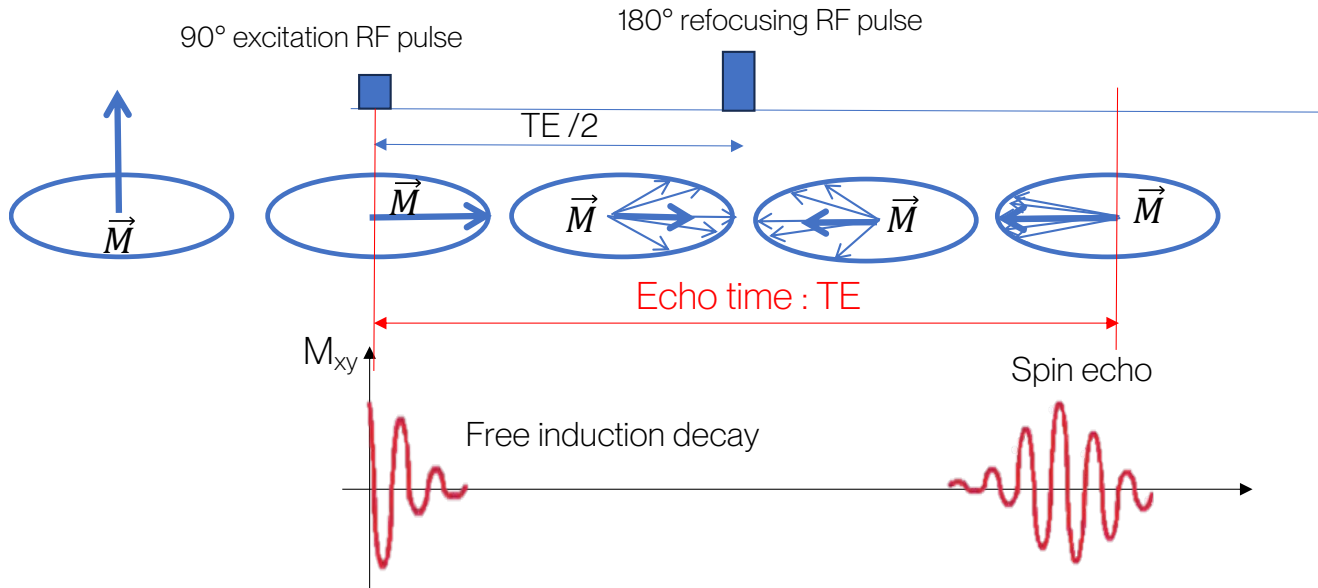 180° refocusing RF pulse
90° excitation RF pulse
TE /2
M⃗
M⃗
M⃗
M⃗
M⃗
Echo time : TE
Mxy
Spin echo
Free induction decay